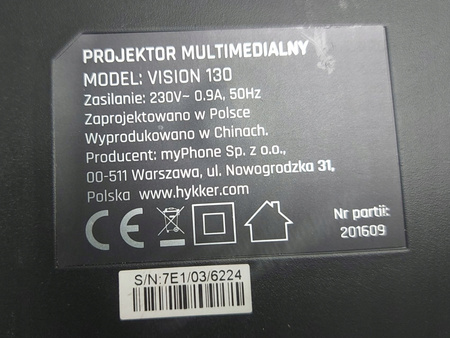 PROJEKTOR MULTIMEDIALNY
MODEL: VISION 130
Zasilanie: 230V~ 0.9A, 50Hz
Zaprojektowano w Polsce
Wyprodukowano w Chinach.
Producent: myPhone Sp. z o.o.,
00-511 Warszawa, ul. Nowogrodzka 31,
Polska www.hykker.com
CE
Nr partii:
201609
S/N:7E1/03/6224